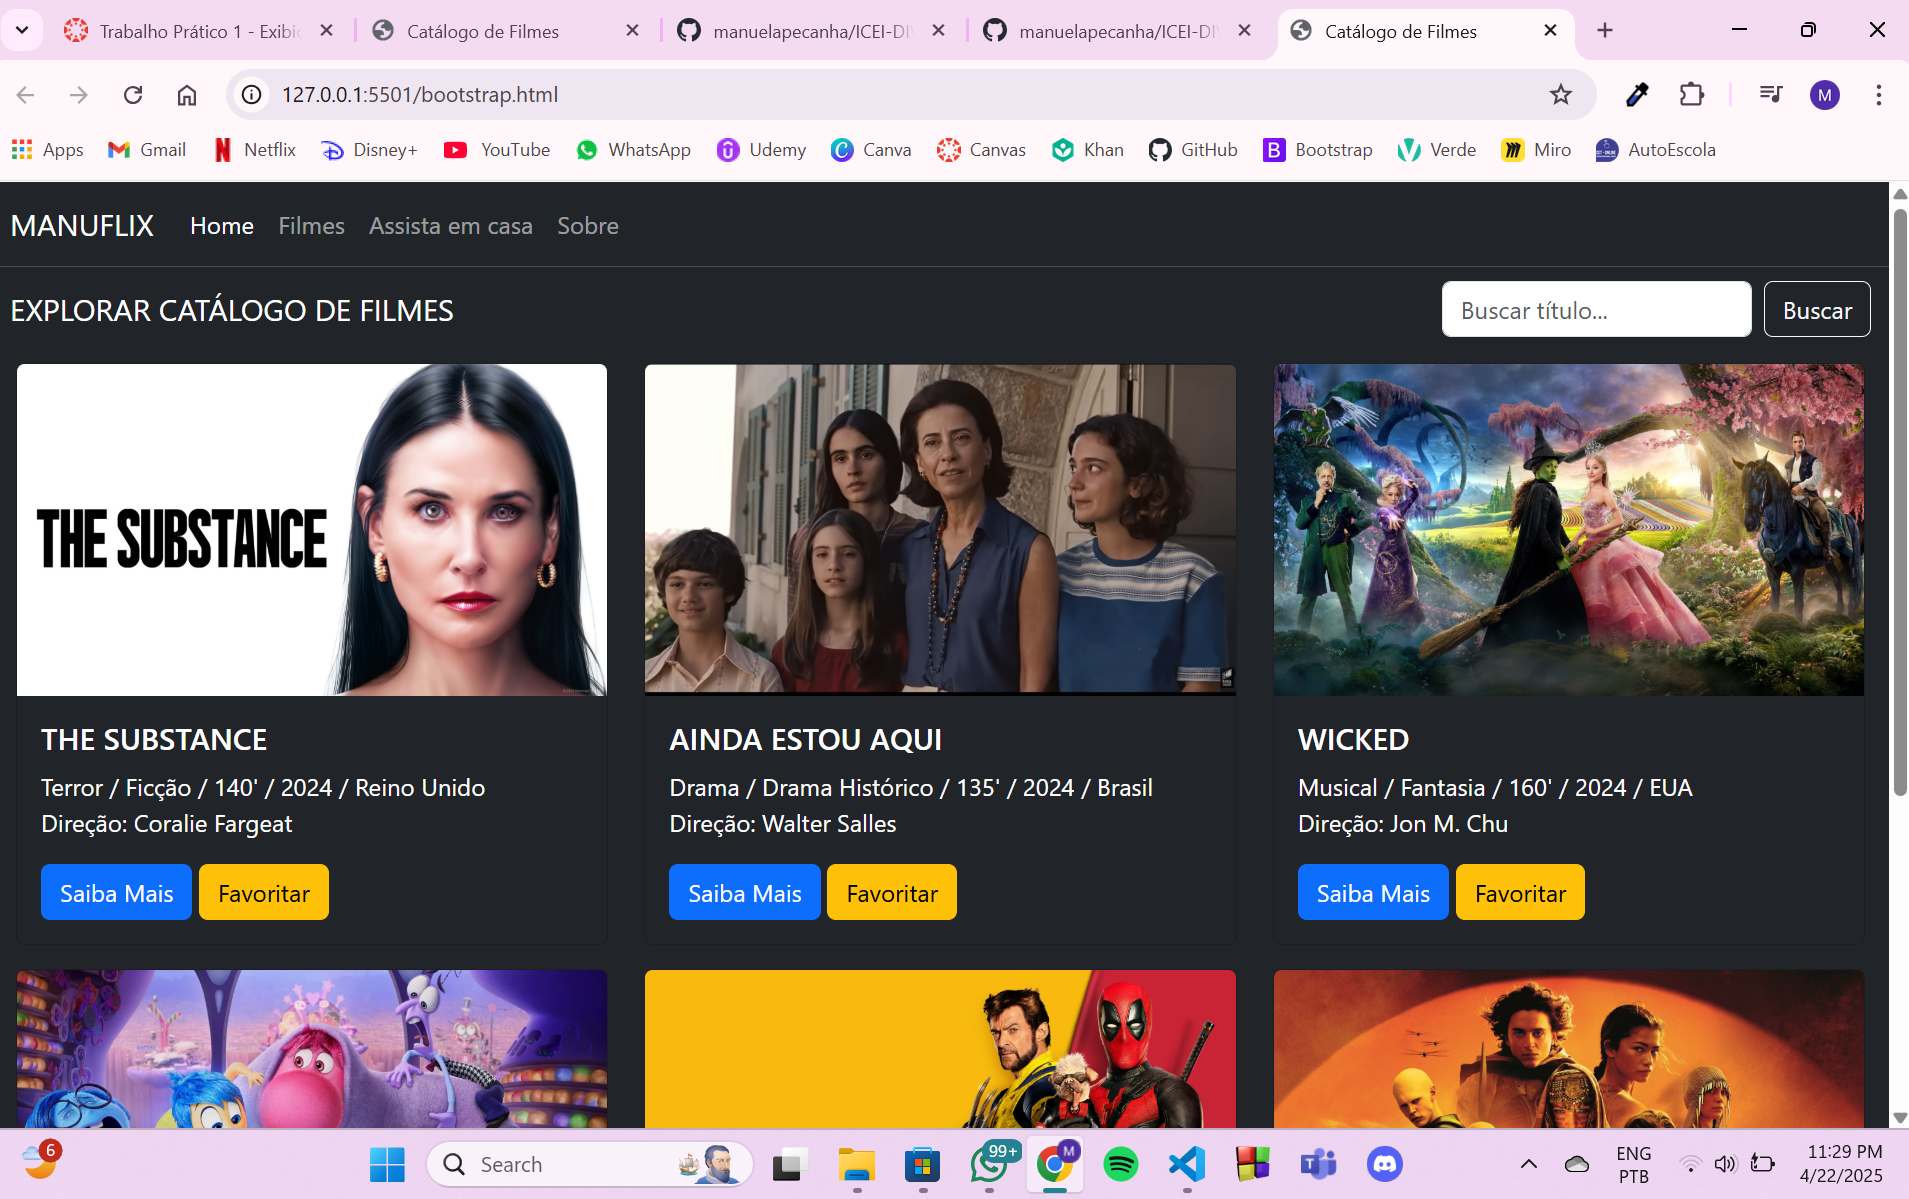 Trabalho Prático 1 - Exibi
Catálogo de Filmes
manuelapecanha/ICEI-DI
manuelapecanha/ICEI-DI
Catálogo de Filmes
127.0.0.1:5501/bootstrap.html
M
Apps
Gmail
Netflix
Disney+
YouTube
WhatsApp
Udemy
Canva
Canvas
Khan
GitHub
B Bootstrap
Verde
Miro
AutoEscola
MANUFLIX
Home
Filmes
Assista em casa
Sobre
EXPLORAR CATÁLOGO DE FILMES
Buscar título...
Buscar
THE SUBSTANCE
THE SUBSTANCE
Terror / Ficção / 140' / 2024 / Reino Unido
Direção: Coralie Fargeat
Saiba Mais
Favoritar
AINDA ESTOU AQUI
Drama / Drama Histórico / 135' / 2024 / Brasil
Direção: Walter Salles
Saiba Mais
Favoritar
WICKED
Musical / Fantasia / 160' / 2024 / EUA
Direção: Jon M. Chu
Saiba Mais
Favoritar
6
Search
99+
M
ENG
PTB
11:29 PM
4/22/2025